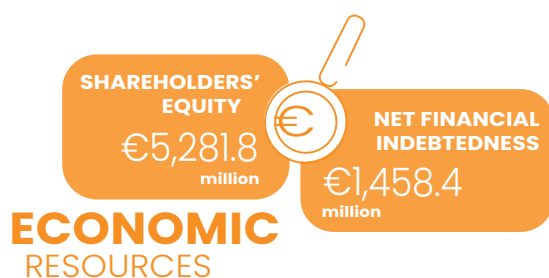 SHAREHOLDERS'
EQUITY
€5,281.8
million
€
NET FINANCIAL
INDEBTEDNESS
€1,458.4
million
ECONOMIC
RESOURCES